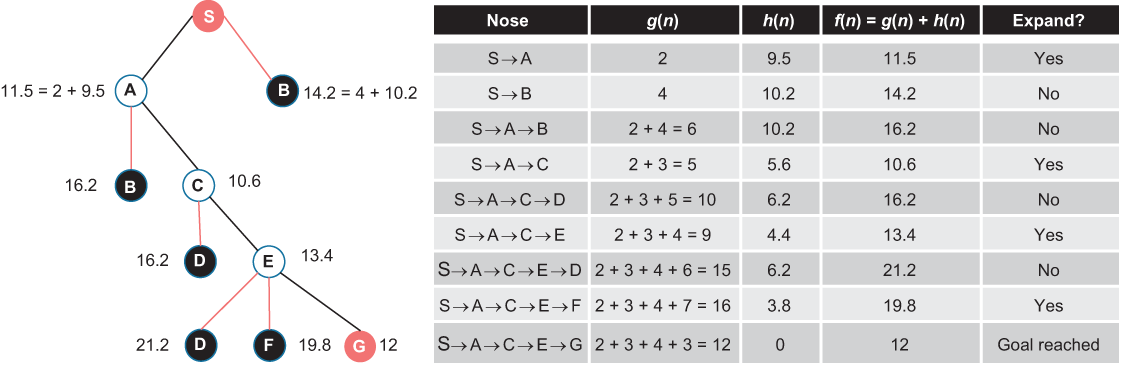 S
11.5 = 2 + 9.5 A B 14.2 = 4 + 10.2
16.2 B C 10.6
16.2 D E 13.4
21.2 D F 19.8 G 12
Nose g(n) h(n) f(n) = g(n) + h(n) Expand?
S→A 2 9.5 11.5 Yes
S→B 4 10.2 14.2 No
S→A→B 2 + 4 = 6 10.2 16.2 No
S→A→C 2 + 3 = 5 5.6 10.6 Yes
S→A→C→D 2 + 3 + 5 = 10 6.2 16.2 No
S→A→C→E 2 + 3 + 4 = 9 4.4 13.4 Yes
S→A→C→E→D 2 + 3 + 4 + 6 = 15 6.2 21.2 No
S→A→C→E→F 2 + 3 + 4 + 7 = 16 3.8 19.8 Yes
S→A→C→E→G 2 + 3 + 4 + 3 = 12 0 12 Goal reached